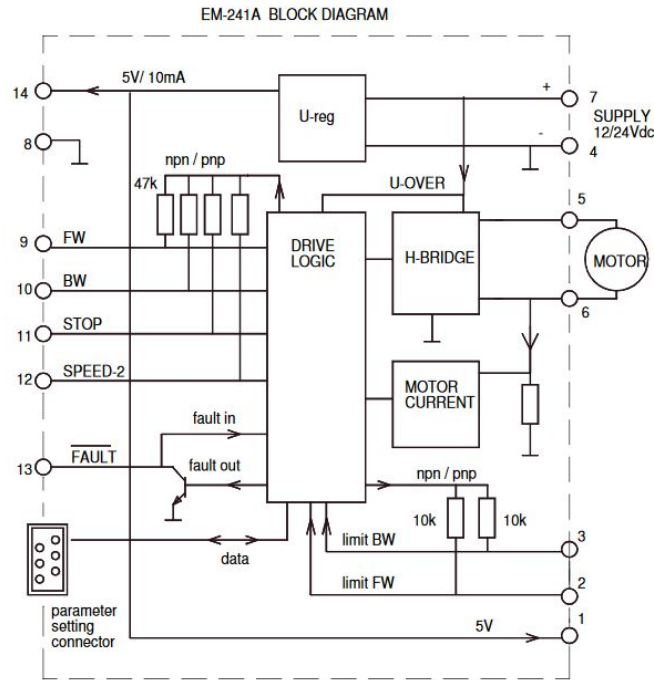 EM-241A BLOCK DIAGRAM
14
5V/ 10mA
U-reg
+
7
SUPPLY
12/24Vdc
-
4
8
npn / pnp
47k
U-OVER
5
9
FW
DRIVE
LOGIC
H-BRIDGE
MOTOR
10
BW
6
11
STOP
12
SPEED-2
MOTOR
CURRENT
fault in
13
FAULT
fault out
npn / pnp
10k
10k
limit BW
3
data
limit FW
2
parameter
setting
connector
5V
1